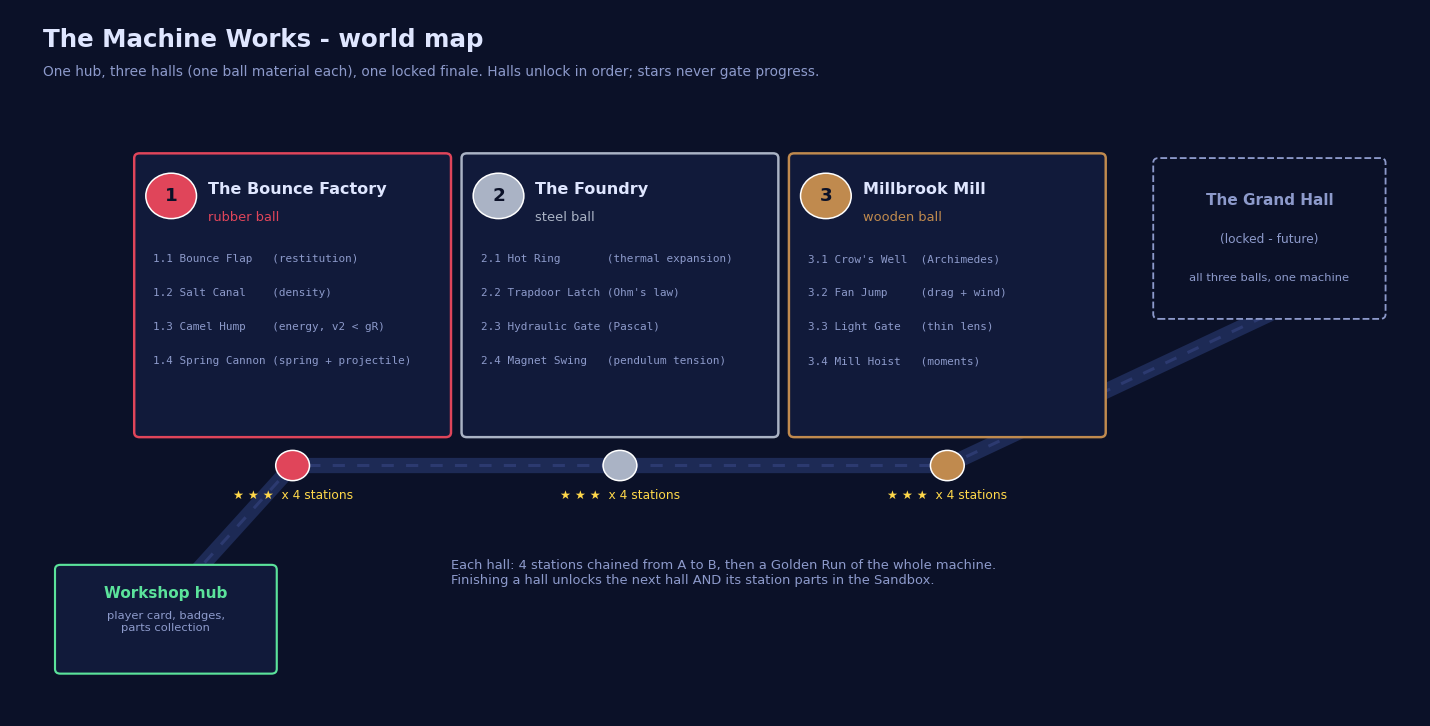 The Machine Works - world map
One hub, three halls (one ball material each), one locked finale. Halls unlock in order; stars never gate progress.
1
The Bounce Factory
rubber ball
1.1 Bounce Flap (restitution)
1.2 Salt Canal (density)
1.3 Camel Hump (energy, v2 < gR)
1.4 Spring Cannon (spring + projectile)
2
The Foundry
steel ball
2.1 Hot Ring (thermal expansion)
2.2 Trapdoor Latch (Ohm's law)
2.3 Hydraulic Gate (Pascal)
2.4 Magnet Swing (pendulum tension)
3
Millbrook Mill
wooden ball
3.1 Crow's Well (Archimedes)
3.2 Fan Jump (drag + wind)
3.3 Light Gate (thin lens)
3.4 Mill Hoist (moments)
The Grand Hall
(locked - future)
all three balls, one machine
★ ★ ★ x 4 stations
★ ★ ★ x 4 stations
★ ★ ★ x 4 stations
Each hall: 4 stations chained from A to B, then a Golden Run of the whole machine.
Finishing a hall unlocks the next hall AND its station parts in the Sandbox.
Workshop hub
player card, badges,
parts collection